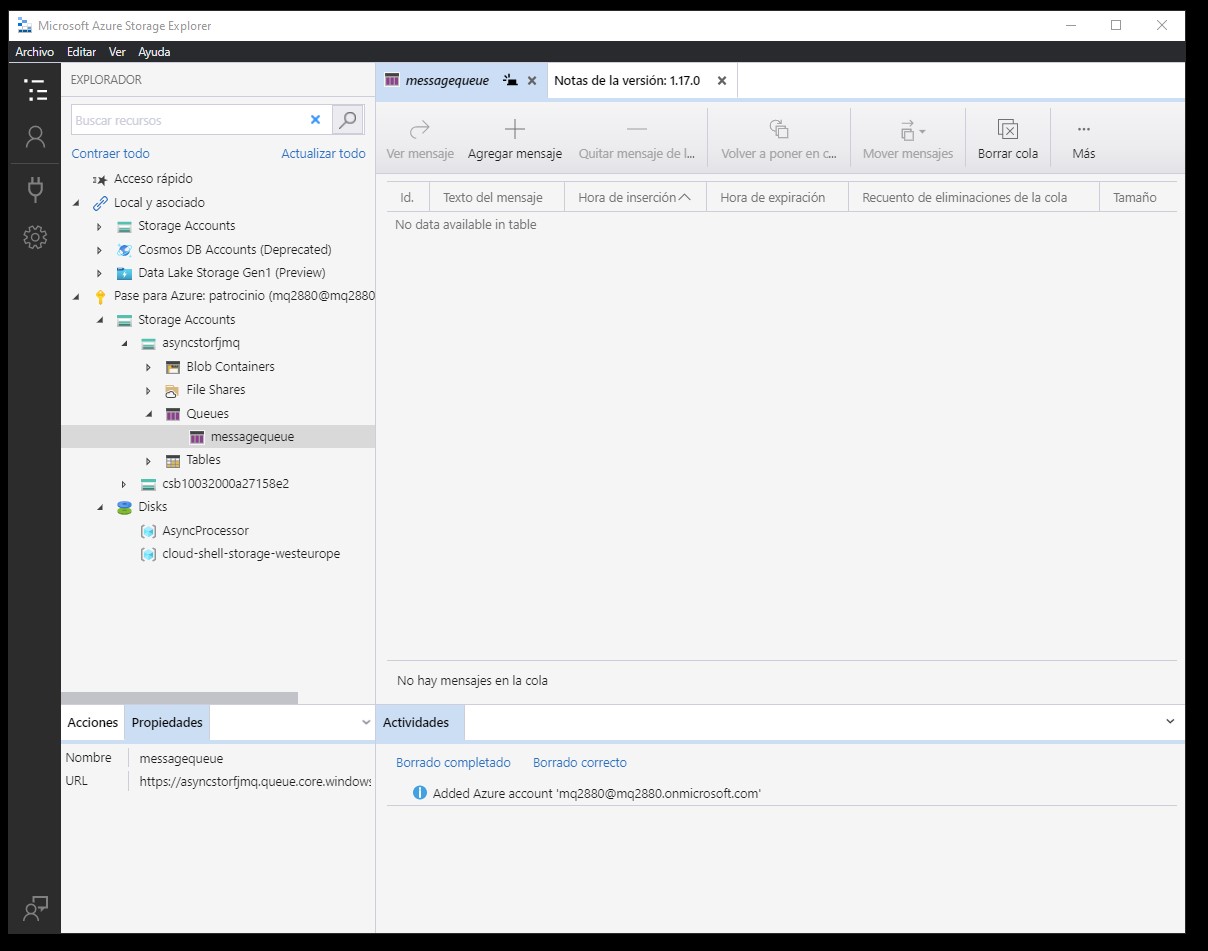 Microsoft Azure Storage Explorer
Archivo Editar Ver Ayuda
EXPLORADOR
Buscar recursos
Contraer todo Actualizar todo
Acceso rápido
Local y asociado
Storage Accounts
Cosmos DB Accounts (Deprecated)
Data Lake Storage Gen1 (Preview)
Pase para Azure: patrocinio (mq2880@mq2880
Storage Accounts
asyncstorfjmq
Blob Containers
File Shares
Queues
messagequeue
Tables
csb10032000a27158e2
Disks
AsyncProcessor
cloud-shell-storage-westeurope
messagequeue Notas de la versión: 1.17.0
Ver mensaje Agregar mensaje Quitar mensaje de l... Volver a poner en c... Mover mensajes Borrar cola Más
Id. Texto del mensaje Hora de inserción Hora de expiración Recuento de eliminaciones de la cola Tamaño
No data available in table
No hay mensajes en la cola
Acciones Propiedades
Nombre messagequeue
URL https://asyncstorfjmq.queue.core.windows
Actividades
Borrado completado Borrado correcto
Added Azure account 'mq2880@mq2880.onmicrosoft.com'